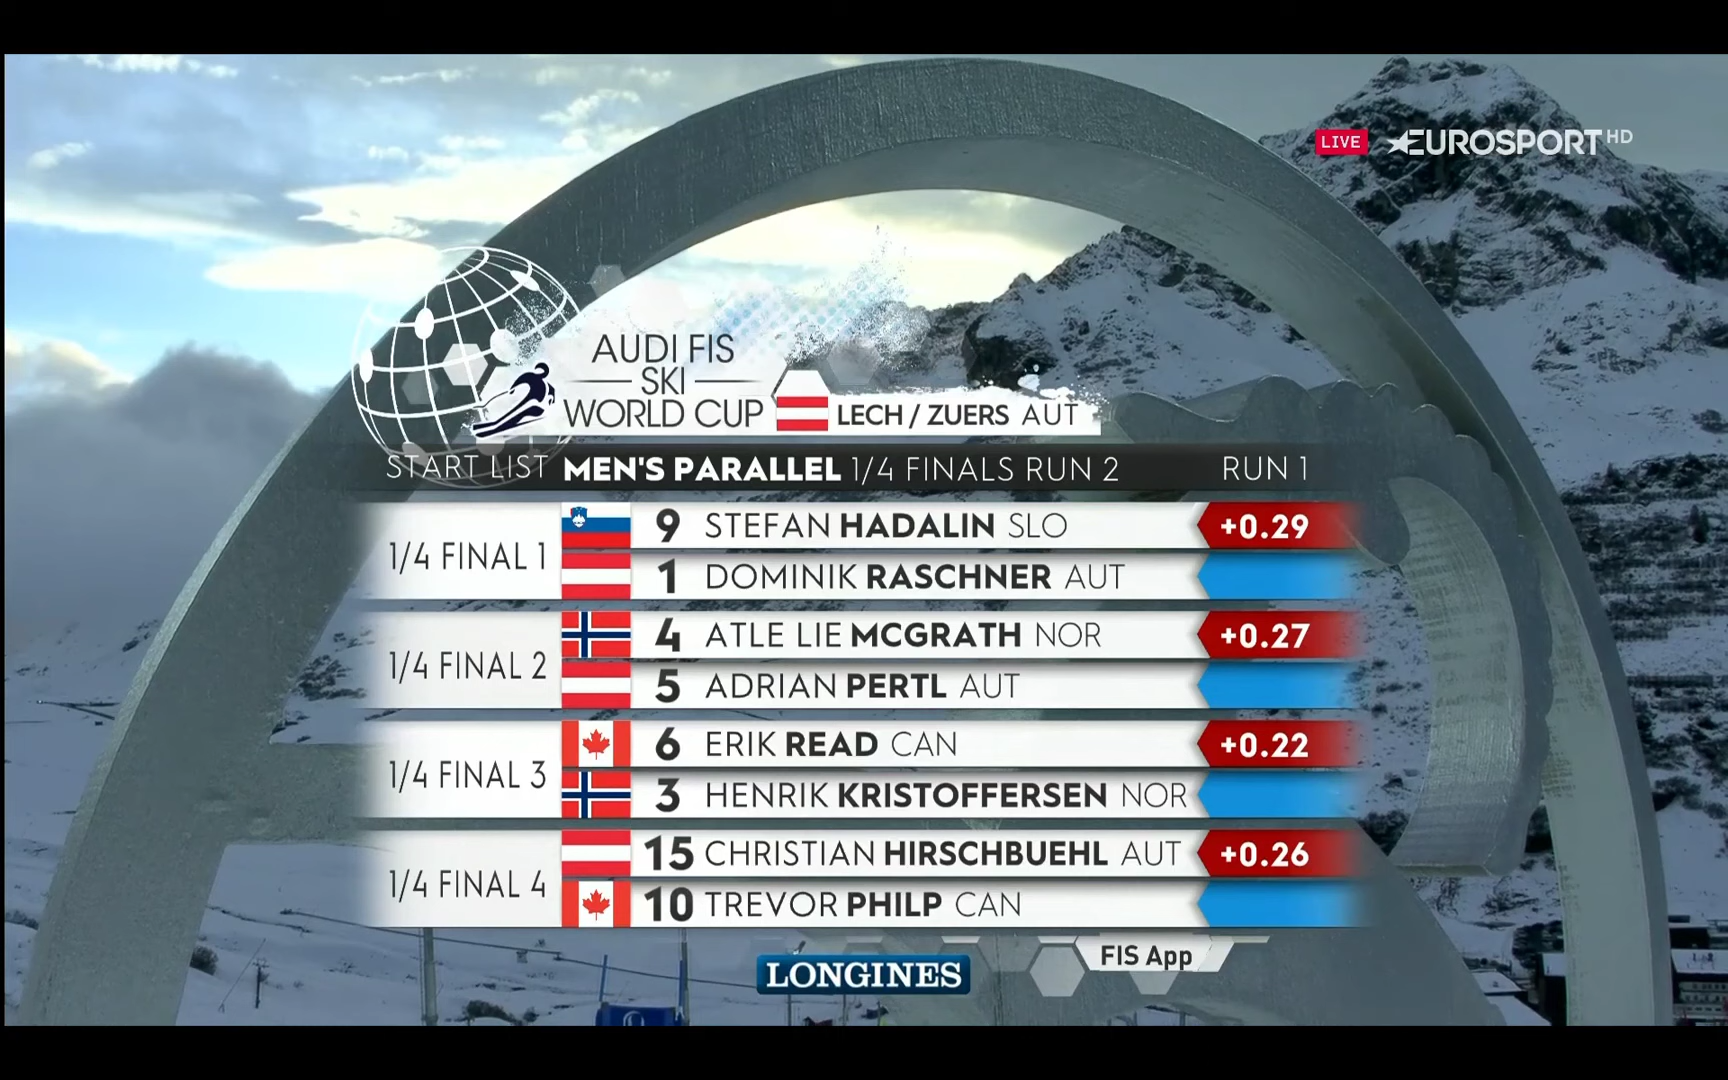 LIVE EUROSPORT HD
AUDI FIS
SKI
WORLD CUP
LECH / ZUERS AUT
START LIST MEN'S PARALLEL 1/4 FINALS RUN 2 RUN 1
1/4 FINAL 1
9 STEFAN HADALIN SLO +0.29
1 DOMINIK RASCHNER AUT
1/4 FINAL 2
4 ATLE LIE MCGRATH NOR +0.27
5 ADRIAN PERTL AUT
1/4 FINAL 3
6 ERIK READ CAN +0.22
3 HENRIK KRISTOFFERSEN NOR
1/4 FINAL 4
15 CHRISTIAN HIRSCHBUEHL AUT +0.26
10 TREVOR PHILP CAN
FIS App
LONGINES